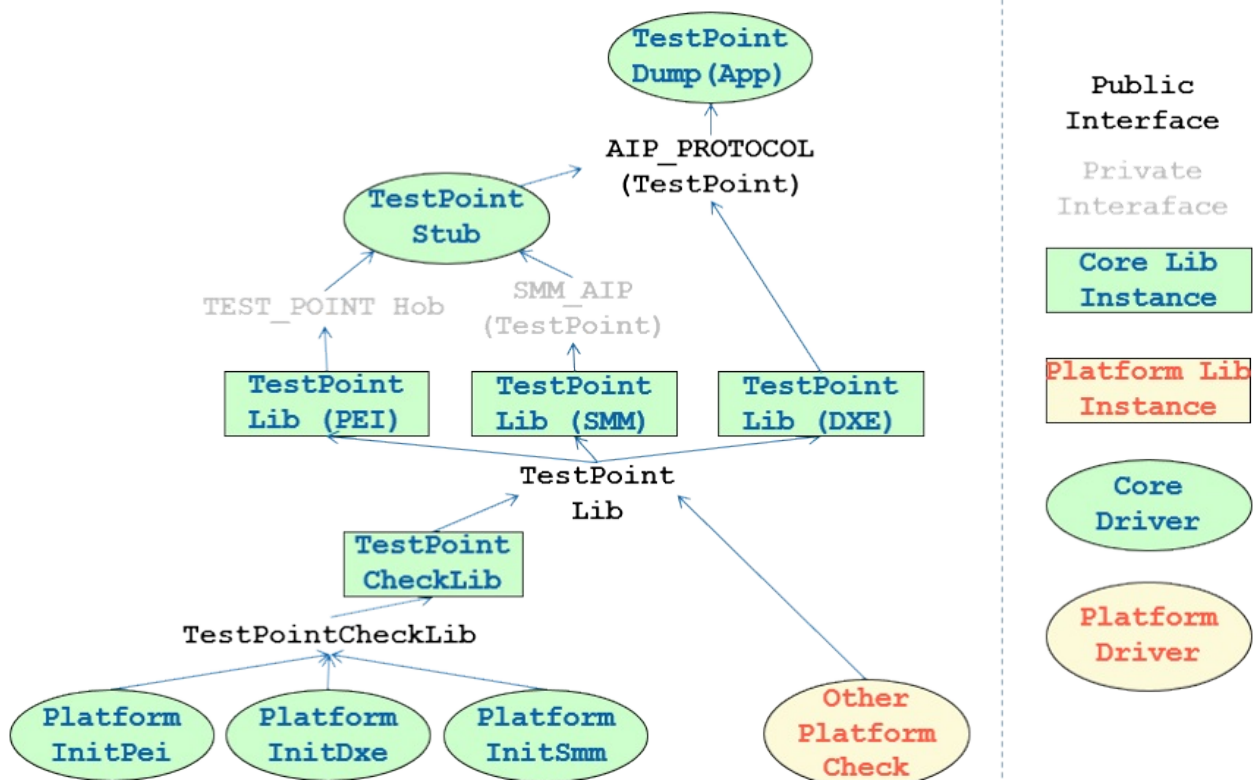 TestPoint
Dump(App)
AIP_PROTOCOL
(TestPoint)
TestPoint
Stub
TEST_POINT Hob
SMM_AIP
(TestPoint)
TestPoint
Lib (PEI)
TestPoint
Lib (SMM)
TestPoint
Lib (DXE)
TestPoint
Lib
TestPoint
CheckLib
TestPointCheckLib
Platform
InitPei
Platform
InitDxe
Platform
InitSmm
Other
Platform
Check
Public
Interface
Private
Interaface
Core Lib
Instance
Platform Lib
Instance
Core
Driver
Platform
Driver